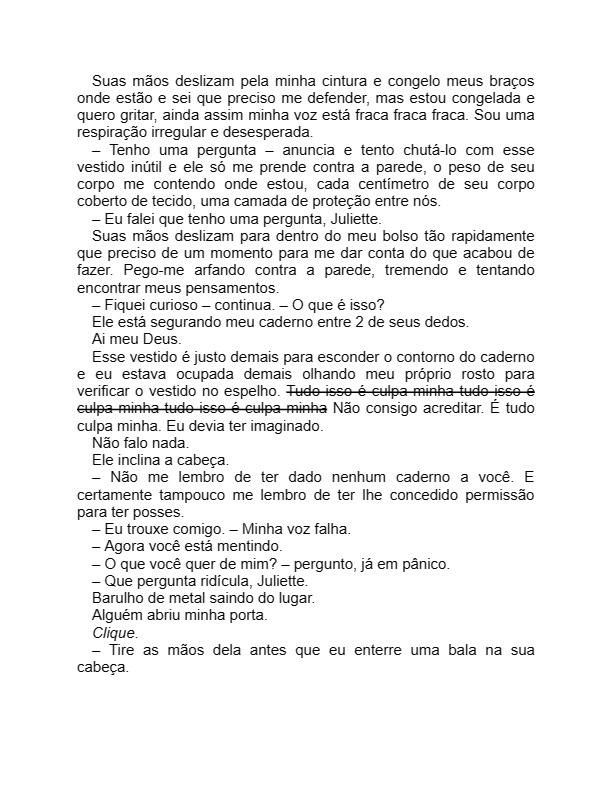 Suas mãos deslizam pela minha cintura e congelo meus braços
onde estão e sei que preciso me defender, mas estou congelada e
quero gritar, ainda assim minha voz está fraca fraca fraca. Sou uma
respiração irregular e desesperada.
– Tenho uma pergunta – anuncia e tento chutá-lo com esse
vestido inútil e ele só me prende contra a parede, o peso de seu
corpo me contendo onde estou, cada centímetro de seu corpo
coberto de tecido, uma camada de proteção entre nós.
– Eu falei que tenho uma pergunta, Juliette.
Suas mãos deslizam para dentro do meu bolso tão rapidamente
que preciso de um momento para me dar conta do que acabou de
fazer. Pego-me arfando contra a parede, tremendo e tentando
encontrar meus pensamentos.
– Fiquei curioso – continua. – O que é isso?
Ele está segurando meu caderno entre 2 de seus dedos.
Ai meu Deus.
Esse vestido é justo demais para esconder o contorno do caderno
e eu estava ocupada demais olhando meu próprio rosto para
verificar o vestido no espelho. Tudo isso é culpa minha tudo isso é
culpa minha tudo isso é culpa minha Não consigo acreditar. É tudo
culpa minha. Eu devia ter imaginado.
Não falo nada.
Ele inclina a cabeça.
– Não me lembro de ter dado nenhum caderno a você. E
certamente tampouco me lembro de ter lhe concedido permissão
para ter posses.
– Eu trouxe comigo. – Minha voz falha.
– Agora você está mentindo.
– O que você quer de mim? – pergunto, já em pânico.
– Que pergunta ridícula, Juliette.
Barulho de metal saindo do lugar.
Alguém abriu minha porta.
Clique.
– Tire as mãos dela antes que eu enterre uma bala na sua
cabeça.